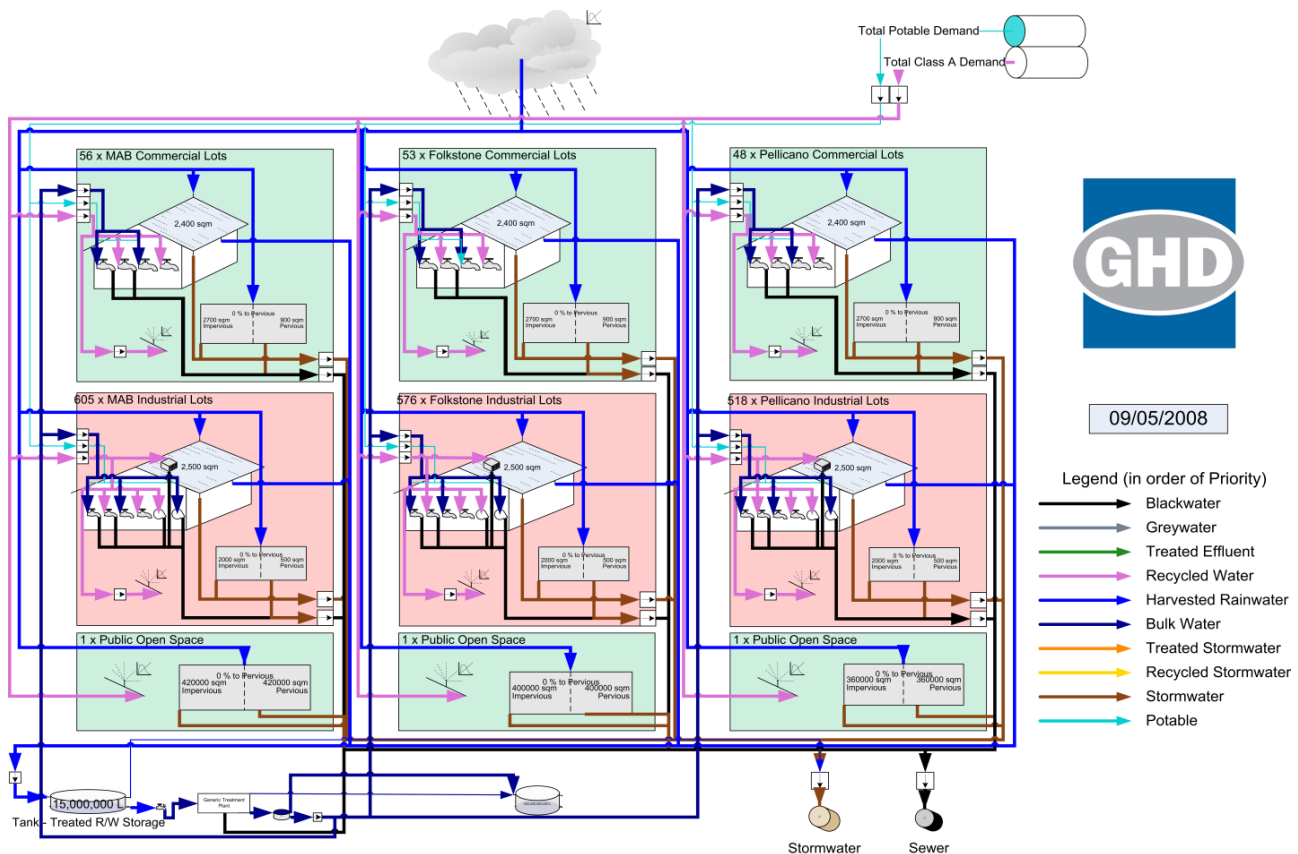 Total Potable Demand
Total Class A Demand
56 x MAB Commercial Lots
53 x Folkstone Commercial Lots
48 x Pellicano Commercial Lots
2,400 sqm
2,400 sqm
2,400 sqm
0 % to Pervious
2700 sqm
Impervious
900 sqm
Pervious
0 % to Pervious
2700 sqm
Impervious
900 sqm
Pervious
0 % to Pervious
2700 sqm
Impervious
900 sqm
Pervious
GHD
605 x MAB Industrial Lots
576 x Folkstone Industrial Lots
518 x Pellicano Industrial Lots
2,500 sqm
2,500 sqm
2,500 sqm
0 % to Pervious
2000 sqm
Impervious
500 sqm
Pervious
0 % to Pervious
2000 sqm
Impervious
500 sqm
Pervious
0 % to Pervious
2000 sqm
Impervious
500 sqm
Pervious
09/05/2008
Legend (in order of Priority)
Blackwater
Greywater
Treated Effluent
Recycled Water
Harvested Rainwater
Bulk Water
Treated Stormwater
Recycled Stormwater
Stormwater
Potable
1 x Public Open Space
1 x Public Open Space
1 x Public Open Space
0 % to Pervious
420000 sqm
Impervious
420000 sqm
Pervious
0 % to Pervious
400000 sqm
Impervious
400000 sqm
Pervious
0 % to Pervious
360000 sqm
Impervious
360000 sqm
Pervious
15,000,000 L
Tank - Treated R/W Storage
Generic Treatment
Plant
Stormwater
Sewer